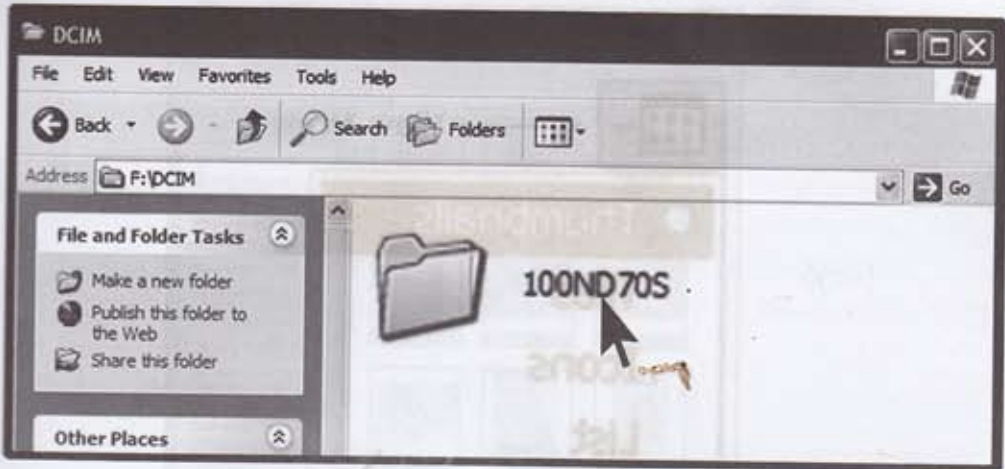 DCIM
File Edit View Favorites Tools Help
Back Search Folders
Address F:\DCIM Go
File and Folder Tasks
Make a new folder
Publish this folder to
the Web
Share this folder
Other Places
100ND70S
Thumbnails
Icons
List